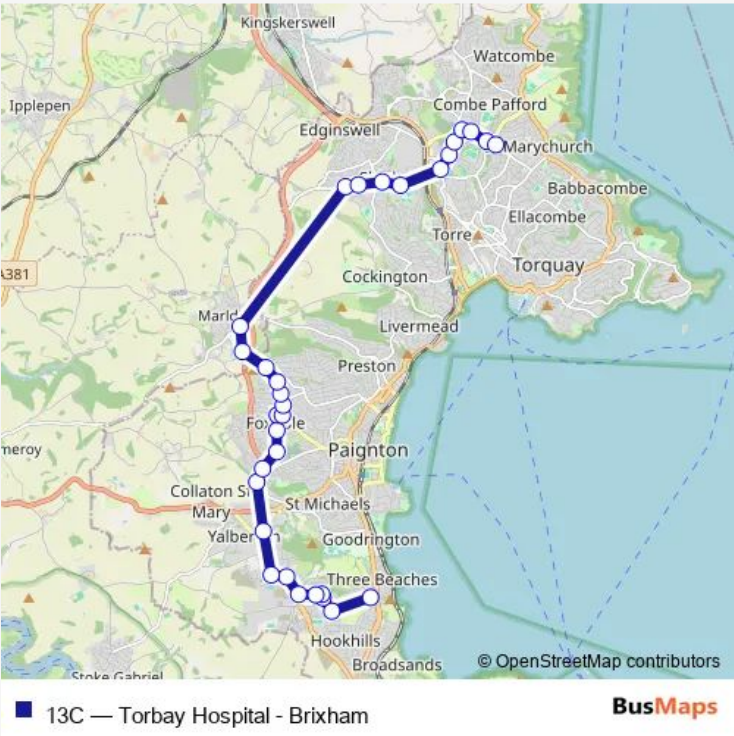 Kingskerswell
Watcombe
Ipplepen
Combe Pafford
Edginswell
Marychurch
Babbacombe
Ellacombe
Torre
Torquay
A381
Cockington
Livermead
Preston
Paignton
Collaton St
Mary
St Michaels
Goodrington
Three Beaches
Hookhills
Broadsands
Stoke Gabriel
© OpenStreetMap contributors
13C — Torbay Hospital - Brixham
BusMaps